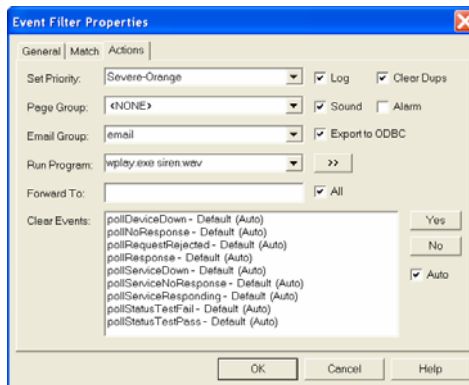 Event Filter Properties
General Match Actions
Set Priority: Severe-Orange Log Clear Dups
Page Group: <NONE> Sound Alarm
Email Group: email Export to ODBC
Run Program: wplay.exe siren.wav >>
Forward To: All
Clear Events: pollDeviceDown - Default (Auto) Yes
pollNoResponse - Default (Auto)
pollRequestRejected - Default (Auto) No
pollResponse - Default (Auto)
pollServiceDown - Default (Auto) Auto
pollServiceNoResponse - Default (Auto)
pollServiceResponding - Default (Auto)
pollStatusTestFail - Default (Auto)
pollStatusTestPass - Default (Auto)
OK Cancel Help